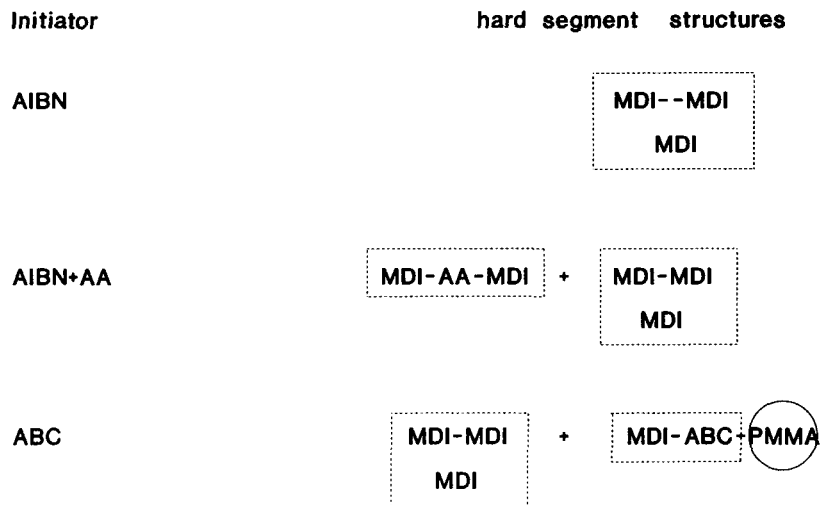 Initiator hard segment structures
AIBN MDI--MDI
MDI
AIBN+AA MDI-AA-MDI + MDI-MDI
MDI
ABC MDI-MDI + MDI-ABC-PMMA
MDI